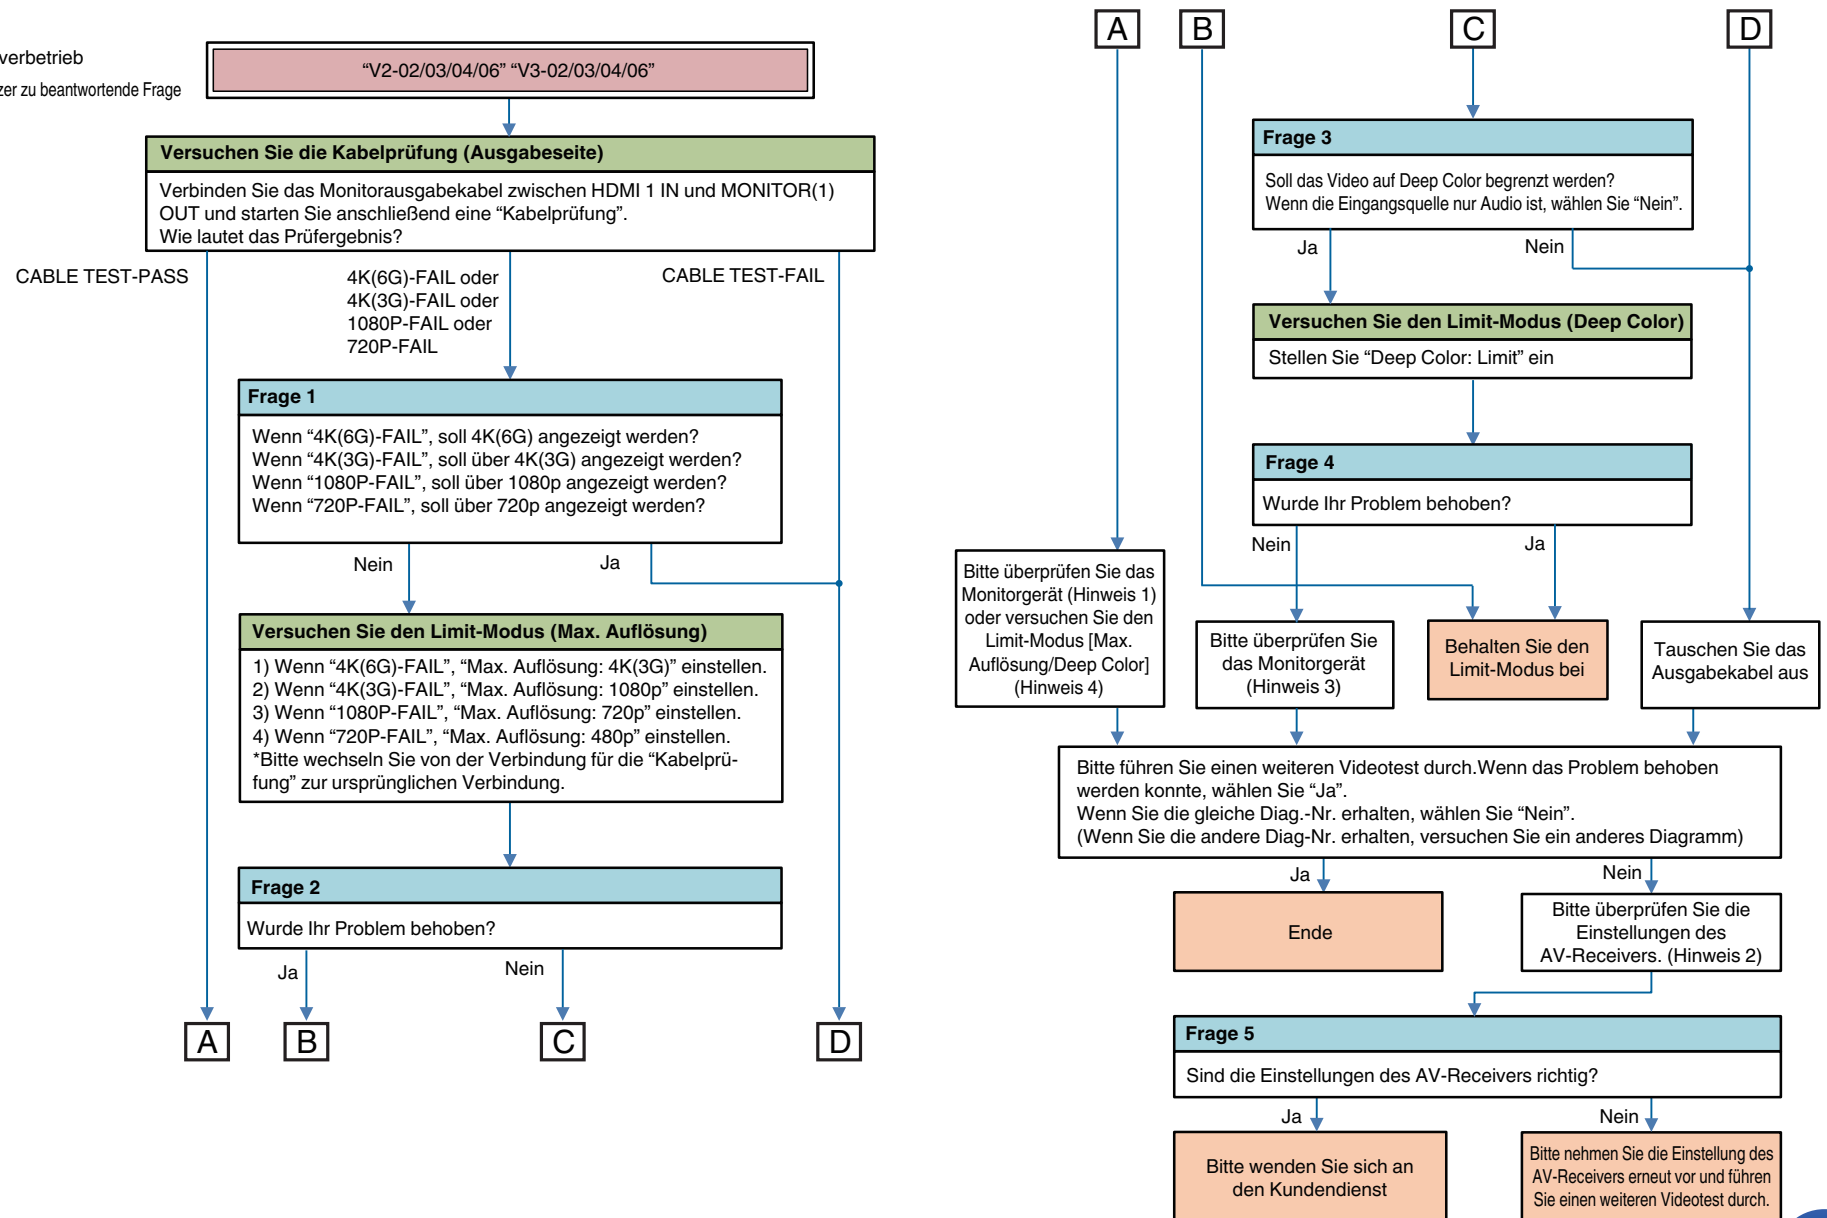 verbetrieb
zer zu beantwortende Frage
“V2-02/03/04/06” “V3-02/03/04/06”
Versuchen Sie die Kabelprüfung (Ausgabeseite)
Verbinden Sie das Monitorausgabekabel zwischen HDMI 1 IN und MONITOR(1)
OUT und starten Sie anschließend eine “Kabelprüfung”.
Wie lautet das Prüfergebnis?
CABLE TEST-PASS
4K(6G)-FAIL oder
4K(3G)-FAIL oder
1080P-FAIL oder
720P-FAIL
CABLE TEST-FAIL
Frage 1
Wenn “4K(6G)-FAIL”, soll 4K(6G) angezeigt werden?
Wenn “4K(3G)-FAIL”, soll über 4K(3G) angezeigt werden?
Wenn “1080P-FAIL”, soll über 1080p angezeigt werden?
Wenn “720P-FAIL”, soll über 720p angezeigt werden?
Nein
Ja
Versuchen Sie den Limit-Modus (Max. Auflösung)
1) Wenn “4K(6G)-FAIL”, “Max. Auflösung: 4K(3G)” einstellen.
2) Wenn “4K(3G)-FAIL”, “Max. Auflösung: 1080p” einstellen.
3) Wenn “1080P-FAIL”, “Max. Auflösung: 720p” einstellen.
4) Wenn “720P-FAIL”, “Max. Auflösung: 480p” einstellen.
*Bitte wechseln Sie von der Verbindung für die “Kabelprü-
fung” zur ursprünglichen Verbindung.
Frage 2
Wurde Ihr Problem behoben?
Ja
Nein
A
B
C
D
A
B
C
D
Frage 3
Soll das Video auf Deep Color begrenzt werden?
Wenn die Eingangsquelle nur Audio ist, wählen Sie “Nein”.
Ja
Nein
Versuchen Sie den Limit-Modus (Deep Color)
Stellen Sie “Deep Color: Limit” ein
Frage 4
Wurde Ihr Problem behoben?
Nein
Ja
Bitte überprüfen Sie das
Monitorgerät (Hinweis 1)
oder versuchen Sie den
Limit-Modus [Max.
Auflösung/Deep Color]
(Hinweis 4)
Bitte überprüfen Sie
das Monitorgerät
(Hinweis 3)
Behalten Sie den
Limit-Modus bei
Tauschen Sie das
Ausgabekabel aus
Bitte führen Sie einen weiteren Videotest durch.Wenn das Problem behoben
werden konnte, wählen Sie “Ja”.
Wenn Sie die gleiche Diag.-Nr. erhalten, wählen Sie “Nein”.
(Wenn Sie die andere Diag-Nr. erhalten, versuchen Sie ein anderes Diagramm)
Ja
Nein
Ende
Bitte überprüfen Sie die
Einstellungen des
AV-Receivers. (Hinweis 2)
Frage 5
Sind die Einstellungen des AV-Receivers richtig?
Ja
Nein
Bitte wenden Sie sich an
den Kundendienst
Bitte nehmen Sie die Einstellung des
AV-Receivers erneut vor und führen
Sie einen weiteren Videotest durch.